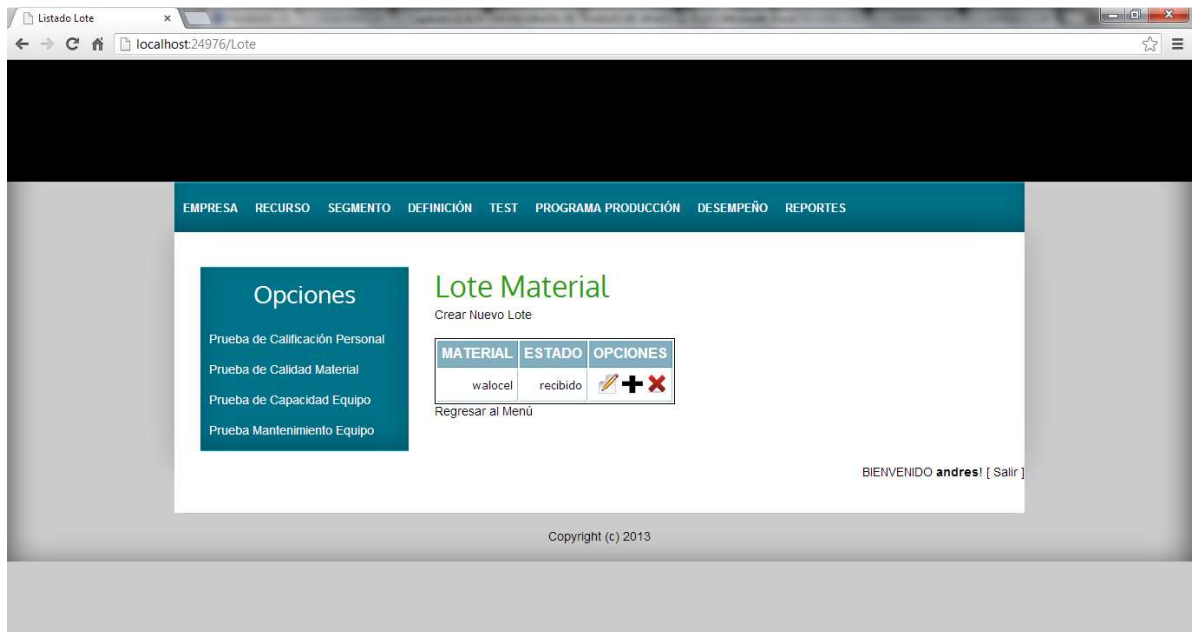 Listado Lote
localhost:24976/Lote
EMPRESA RECURSO SEGMENTO DEFINICIÓN TEST PROGRAMA PRODUCCIÓN DESEMPEÑO REPORTES
Opciones
Prueba de Calificación Personal
Prueba de Calidad Material
Prueba de Capacidad Equipo
Prueba Mantenimiento Equipo
Lote Material
Crear Nuevo Lote
MATERIAL ESTADO OPCIONES
walocel recibido
Regresar al Menú
BIENVENIDO andres! [ Salir ]
Copyright (c) 2013